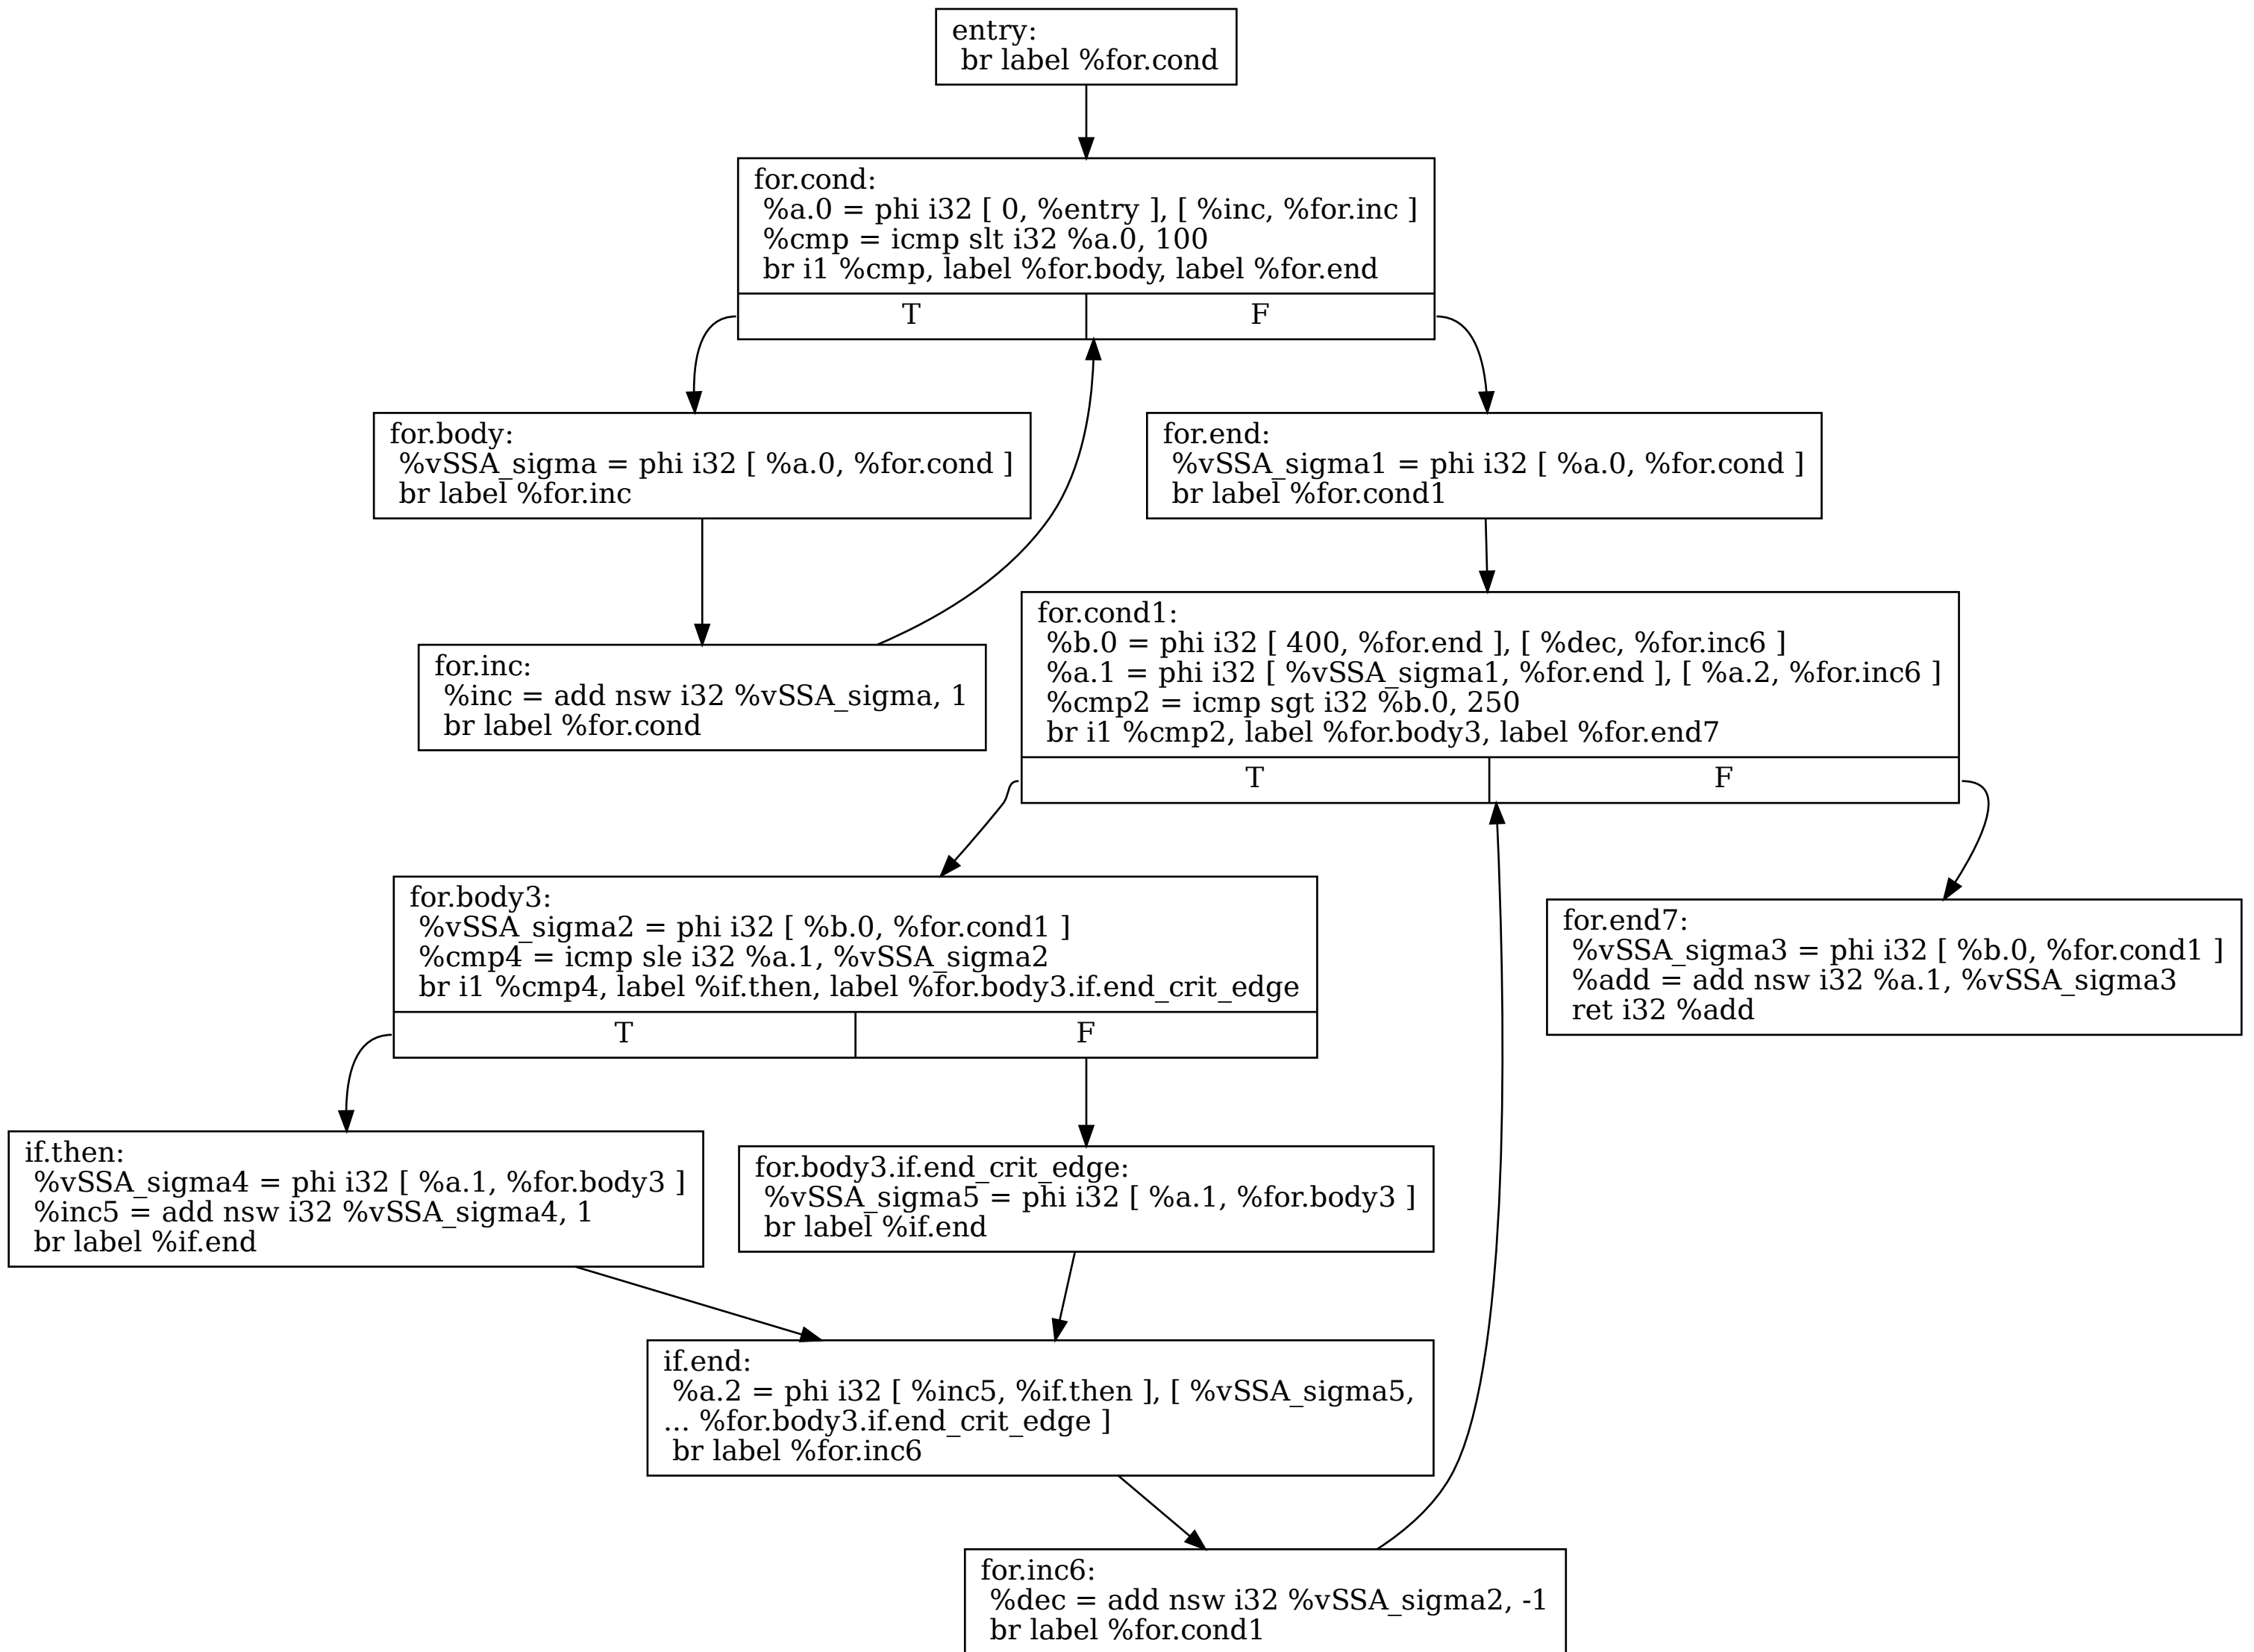 entry:
br label %for.cond
for.cond:
%a.0 = phi i32 [ 0, %entry ], [ %inc, %for.inc ]
%cmp = icmp slt i32 %a.0, 100
br i1 %cmp, label %for.body, label %for.end
T
F
for.body:
%vSSA_sigma = phi i32 [ %a.0, %for.cond ]
br label %for.inc
for.end:
%vSSA_sigma1 = phi i32 [ %a.0, %for.cond ]
br label %for.cond1
for.inc:
%inc = add nsw i32 %vSSA_sigma, 1
br label %for.cond
for.cond1:
%b.0 = phi i32 [ 400, %for.end ], [ %dec, %for.inc6 ]
%a.1 = phi i32 [ %vSSA_sigma1, %for.end ], [ %a.2, %for.inc6 ]
%cmp2 = icmp sgt i32 %b.0, 250
br i1 %cmp2, label %for.body3, label %for.end7
T
F
for.body3:
%vSSA_sigma2 = phi i32 [ %b.0, %for.cond1 ]
%cmp4 = icmp sle i32 %a.1, %vSSA_sigma2
br i1 %cmp4, label %if.then, label %for.body3.if.end_crit_edge
T
F
for.end7:
%vSSA_sigma3 = phi i32 [ %b.0, %for.cond1 ]
%add = add nsw i32 %a.1, %vSSA_sigma3
ret i32 %add
if.then:
%vSSA_sigma4 = phi i32 [ %a.1, %for.body3 ]
%inc5 = add nsw i32 %vSSA_sigma4, 1
br label %if.end
for.body3.if.end_crit_edge:
%vSSA_sigma5 = phi i32 [ %a.1, %for.body3 ]
br label %if.end
if.end:
%a.2 = phi i32 [ %inc5, %if.then ], [ %vSSA_sigma5,
... %for.body3.if.end_crit_edge ]
br label %for.inc6
for.inc6:
%dec = add nsw i32 %vSSA_sigma2, -1
br label %for.cond1